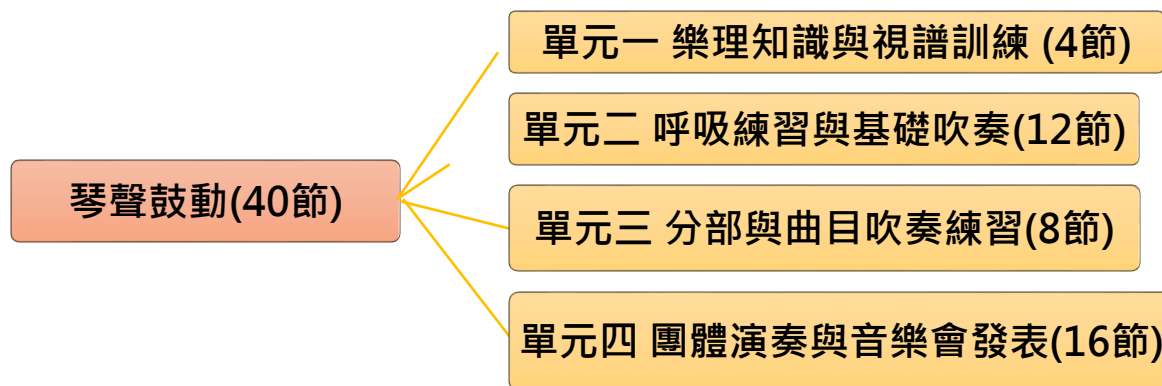 琴聲鼓動(40節)
單元一 樂理知識與視譜訓練 (4節)
單元二 呼吸練習與基礎吹奏(12節)
單元三 分部與曲目吹奏練習(8節)
單元四 團體演奏與音樂會發表(16節)